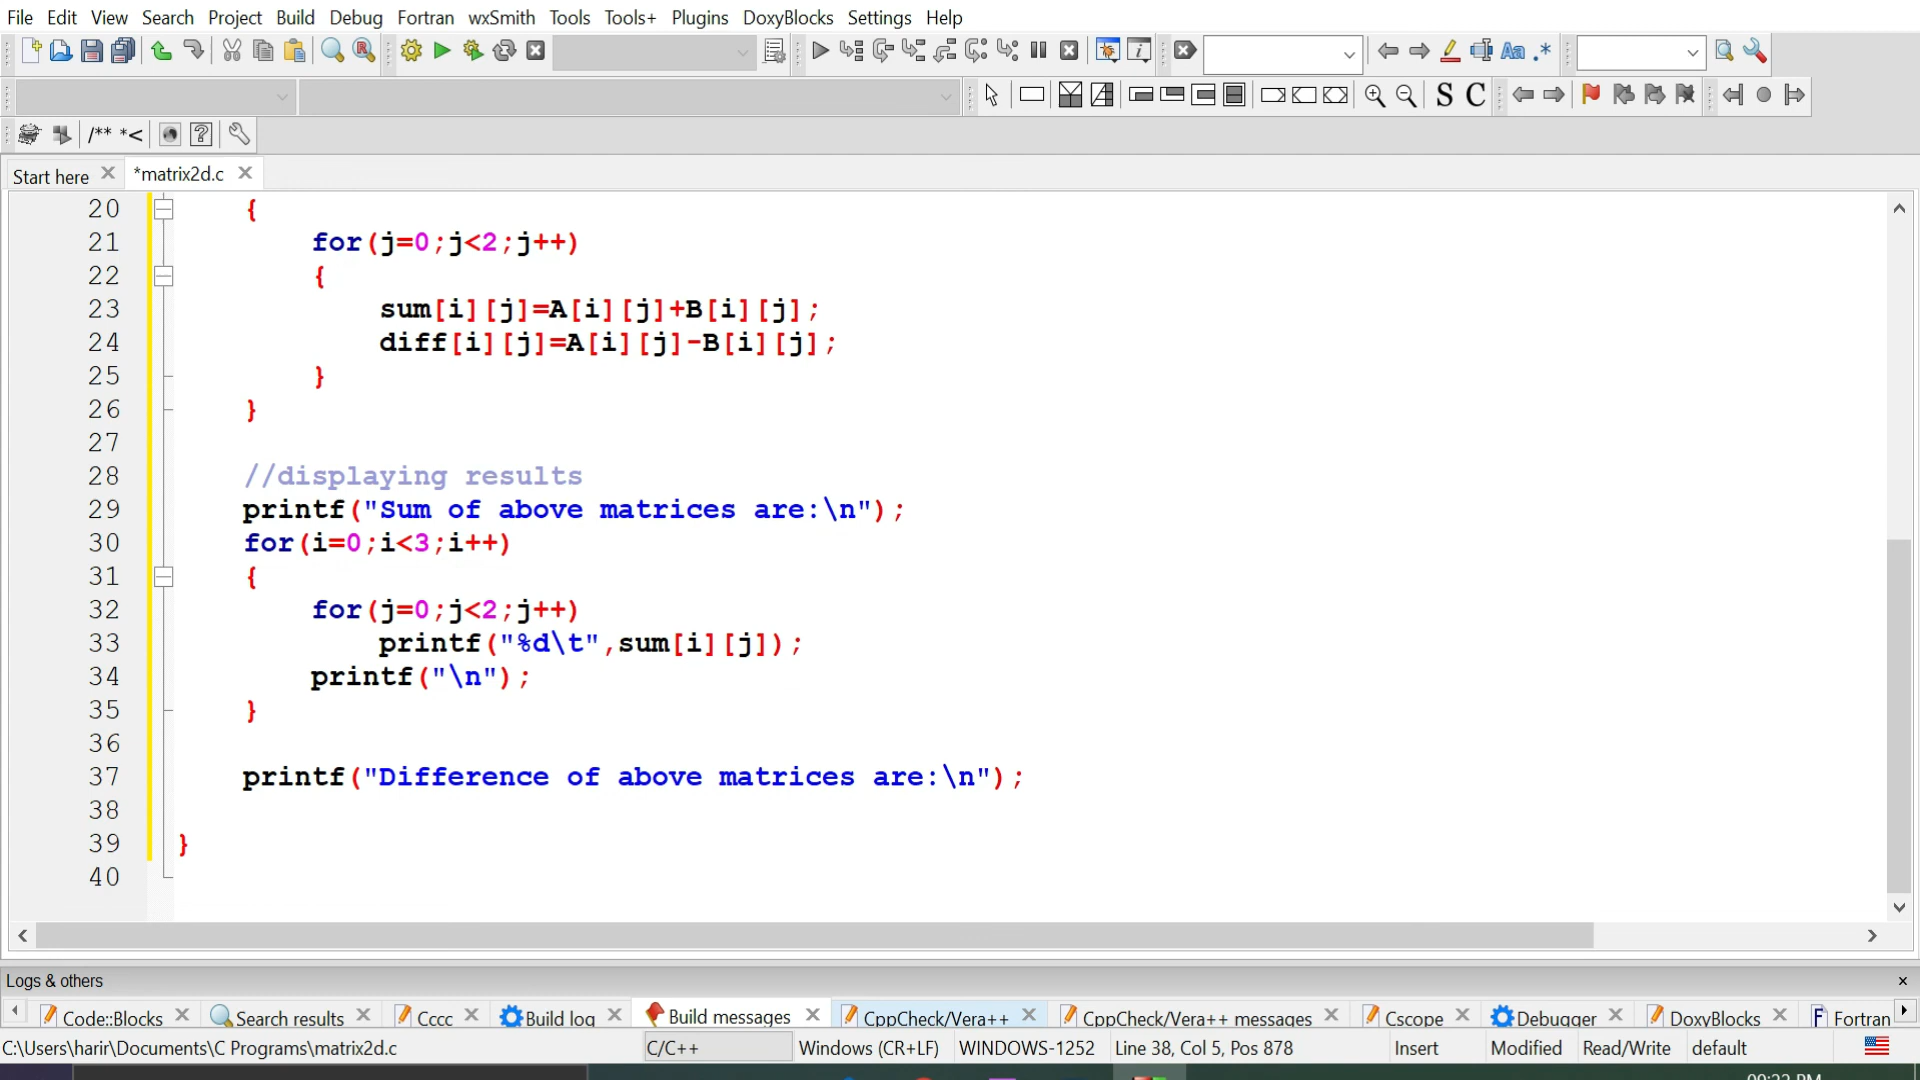 File Edit View Search Project Build Debug Fortran wxSmith Tools Tools+ Plugins DoxyBlocks Settings Help
/** *<
Start here *matrix2d.c
20 {
21 for(j=0;j<2;j++)
22 {
23 sum[i][j]=A[i][j]+B[i][j];
24 diff[i][j]=A[i][j]-B[i][j];
25 }
26 }
27
28 //displaying results
29 printf("Sum of above matrices are:\n");
30 for(i=0;i<3;i++)
31 {
32 for(j=0;j<2;j++)
33 printf("%d\t",sum[i][j]);
34 printf("\n");
35 }
36
37 printf("Difference of above matrices are:\n");
38
39 }
40
Logs & others
Code::Blocks Search results Cccc Build log Build messages CppCheck/Vera++ CppCheck/Vera++ messages Cscope Debugger DoxyBlocks Fortran
C:\Users\harir\Documents\C Programs\matrix2d.c C/C++ Windows (CR+LF) WINDOWS-1252 Line 38, Col 5, Pos 878 Insert Modified Read/Write default